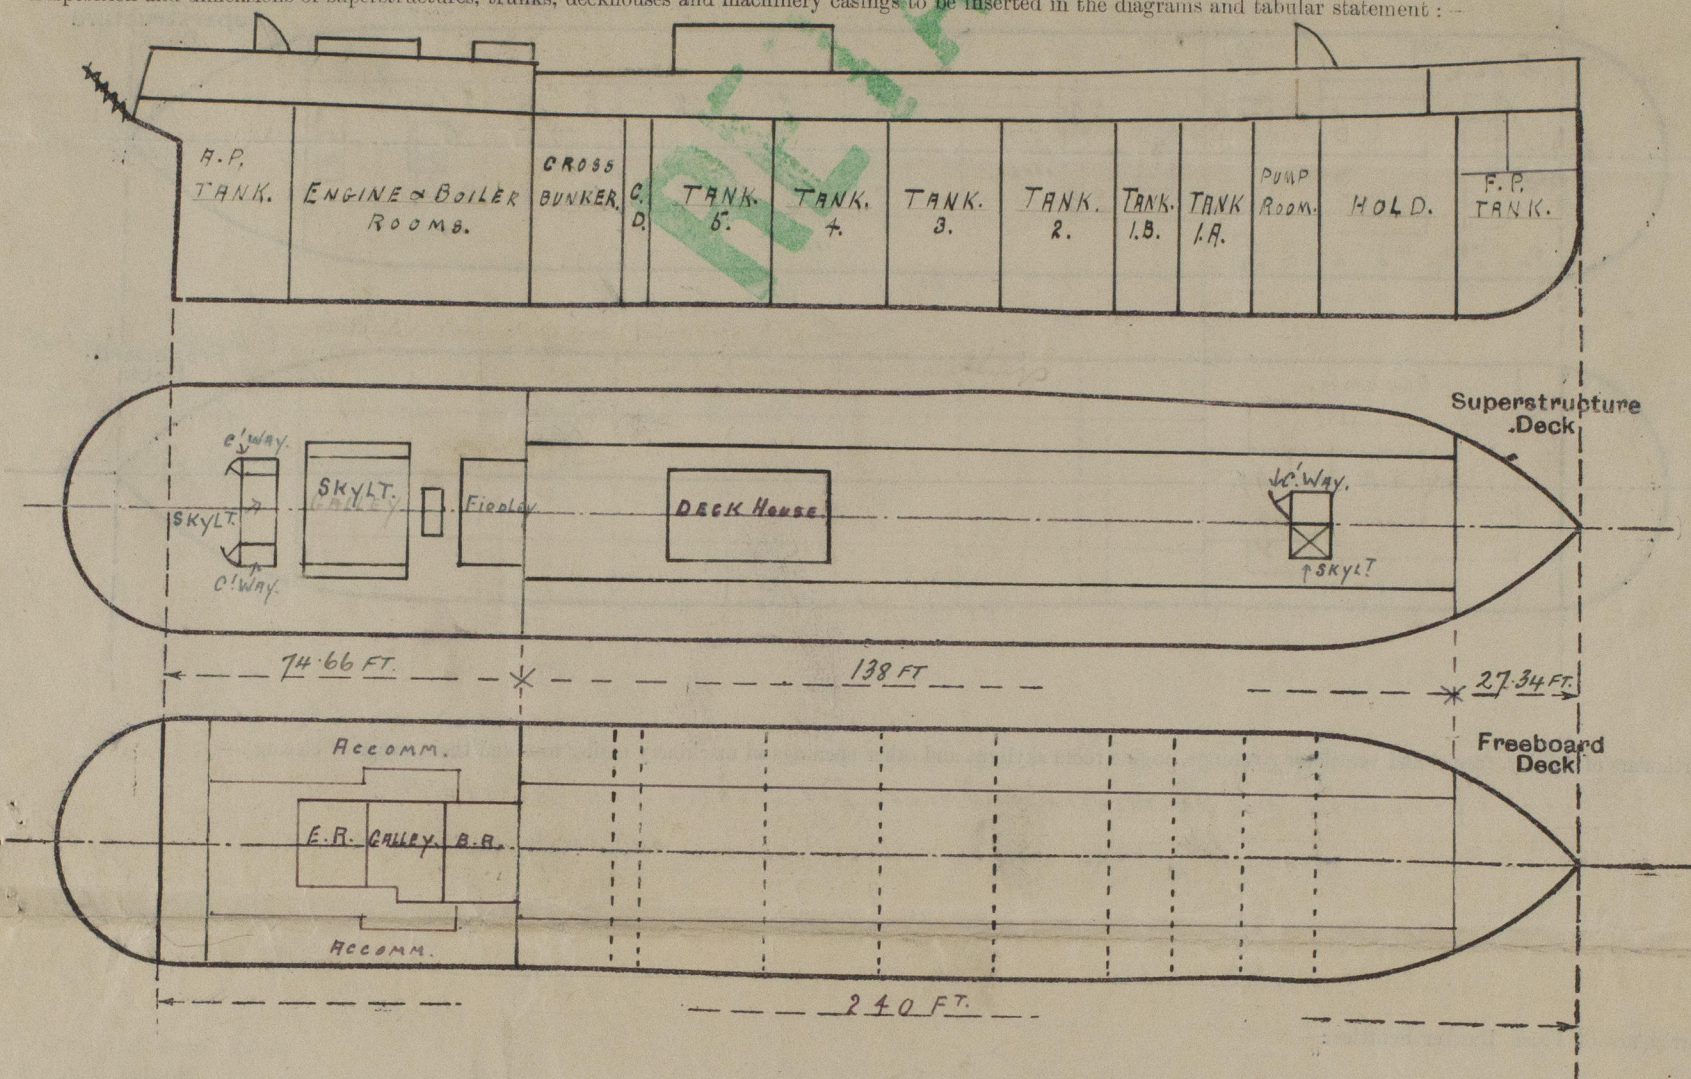 and dimensions of superstructures, trunks, deckhouses and machinery casings to be inserted in the diagrams and tabular statement : —
A.P. TANK.
ENGINE & BOILER ROOMS.
CROSS BUNKER.
C. D.
TANK. 5.
TANK. 4.
TANK. 3.
TANK. 2.
TANK. 1.B.
TANK 1.A.
PUMP ROOM.
HOLD.
F.P. TANK.
Superstructure
Deck
C'WAY.
SKYLT.
C'WAY.
SKYLT.
GALLEY
Fiddley
DECK House.
C'WAY.
SKYLT
74.66 FT.
138 FT
27.34 FT.
Freeboard
Deck
Accomm.
E.R. GALLEY. B.R.
Accomm.
240 FT.